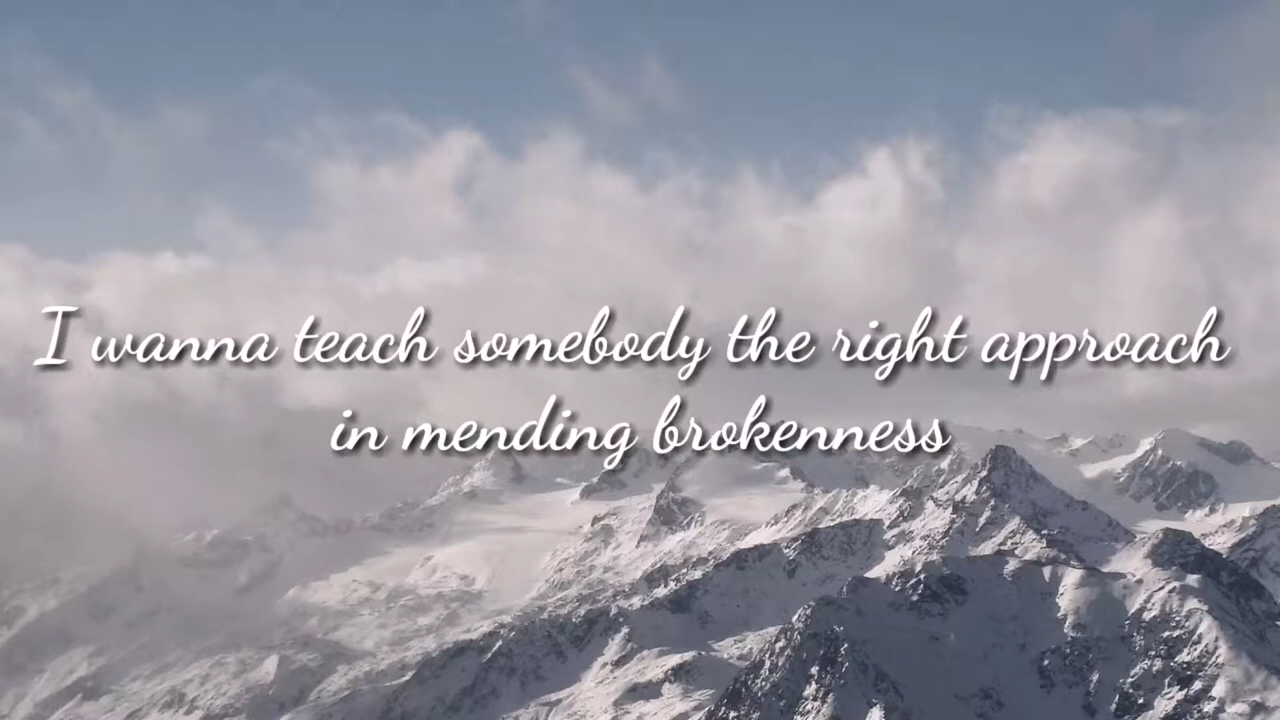 I wanna teach somebody the right approach
in mending brokenness